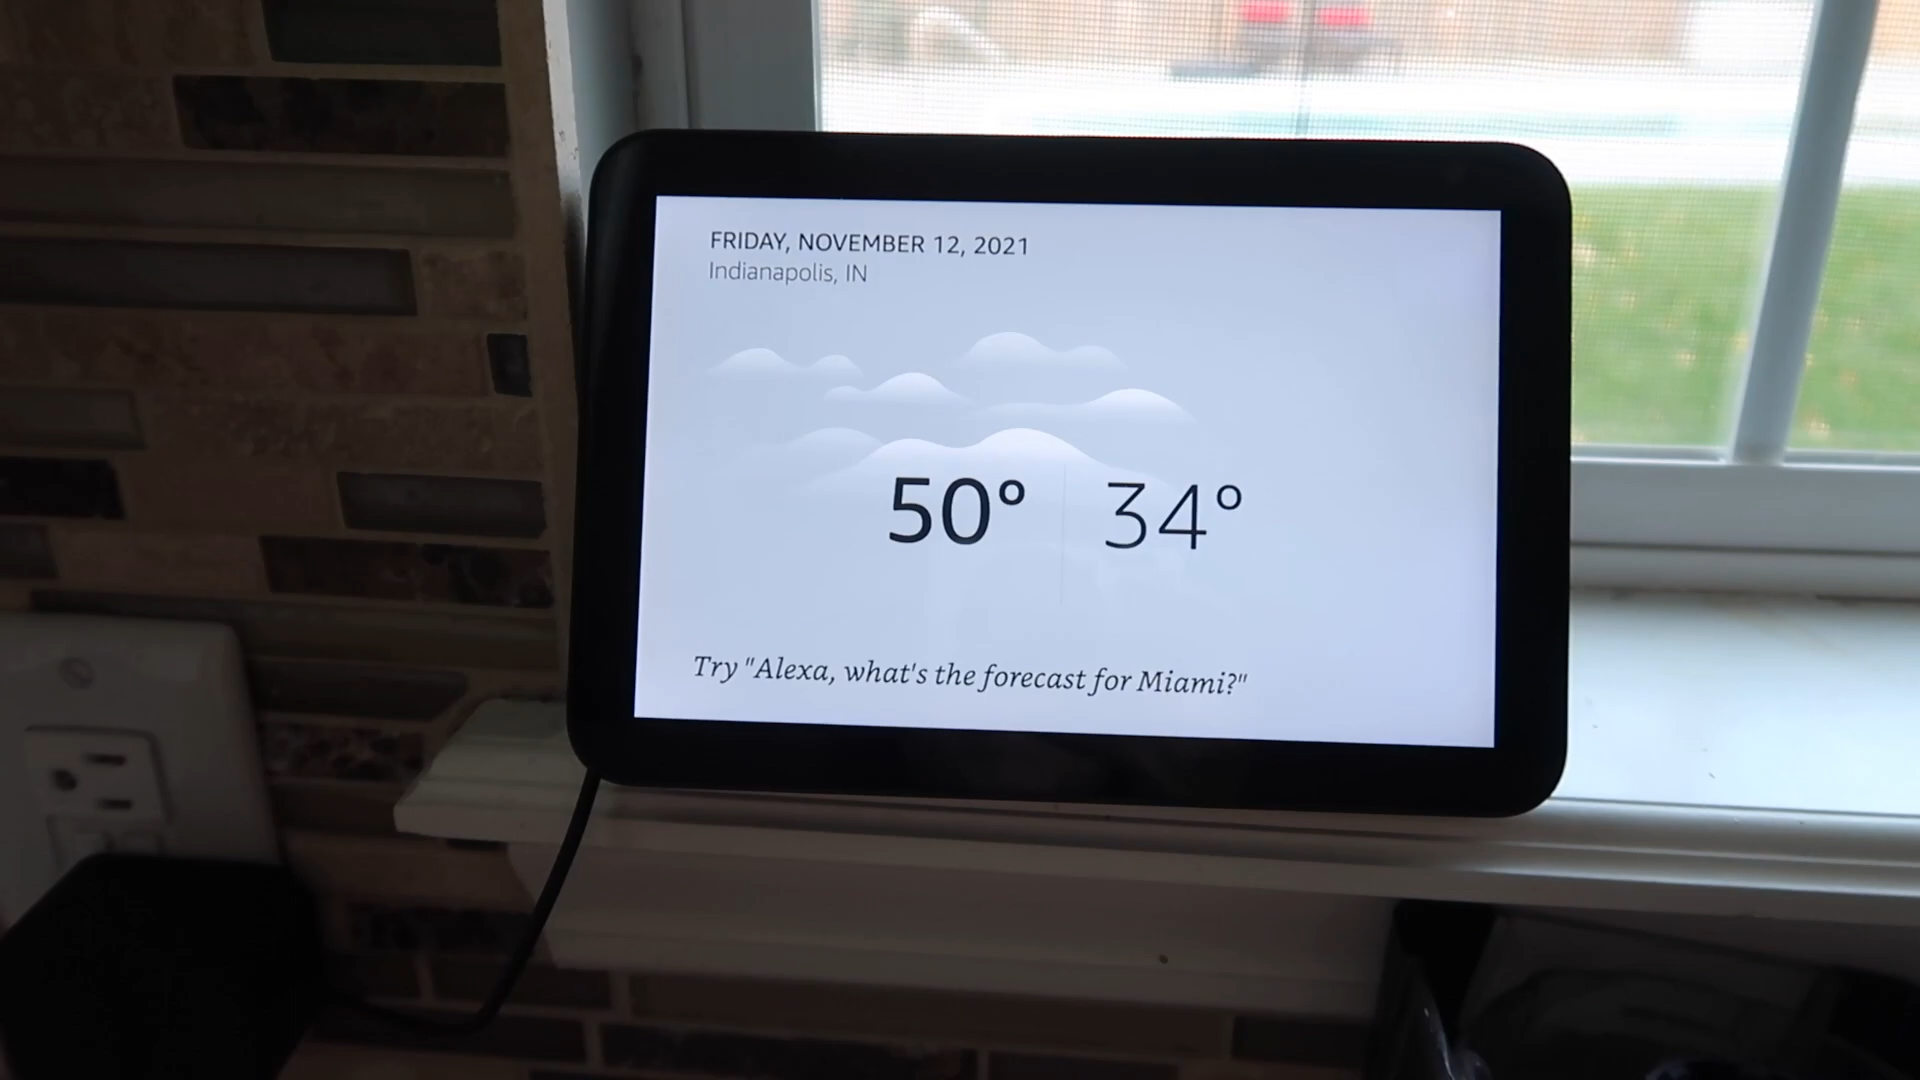 FRIDAY, NOVEMBER 12, 2021
Indianapolis, IN
50° 34°
Try "Alexa, what's the forecast for Miami?"